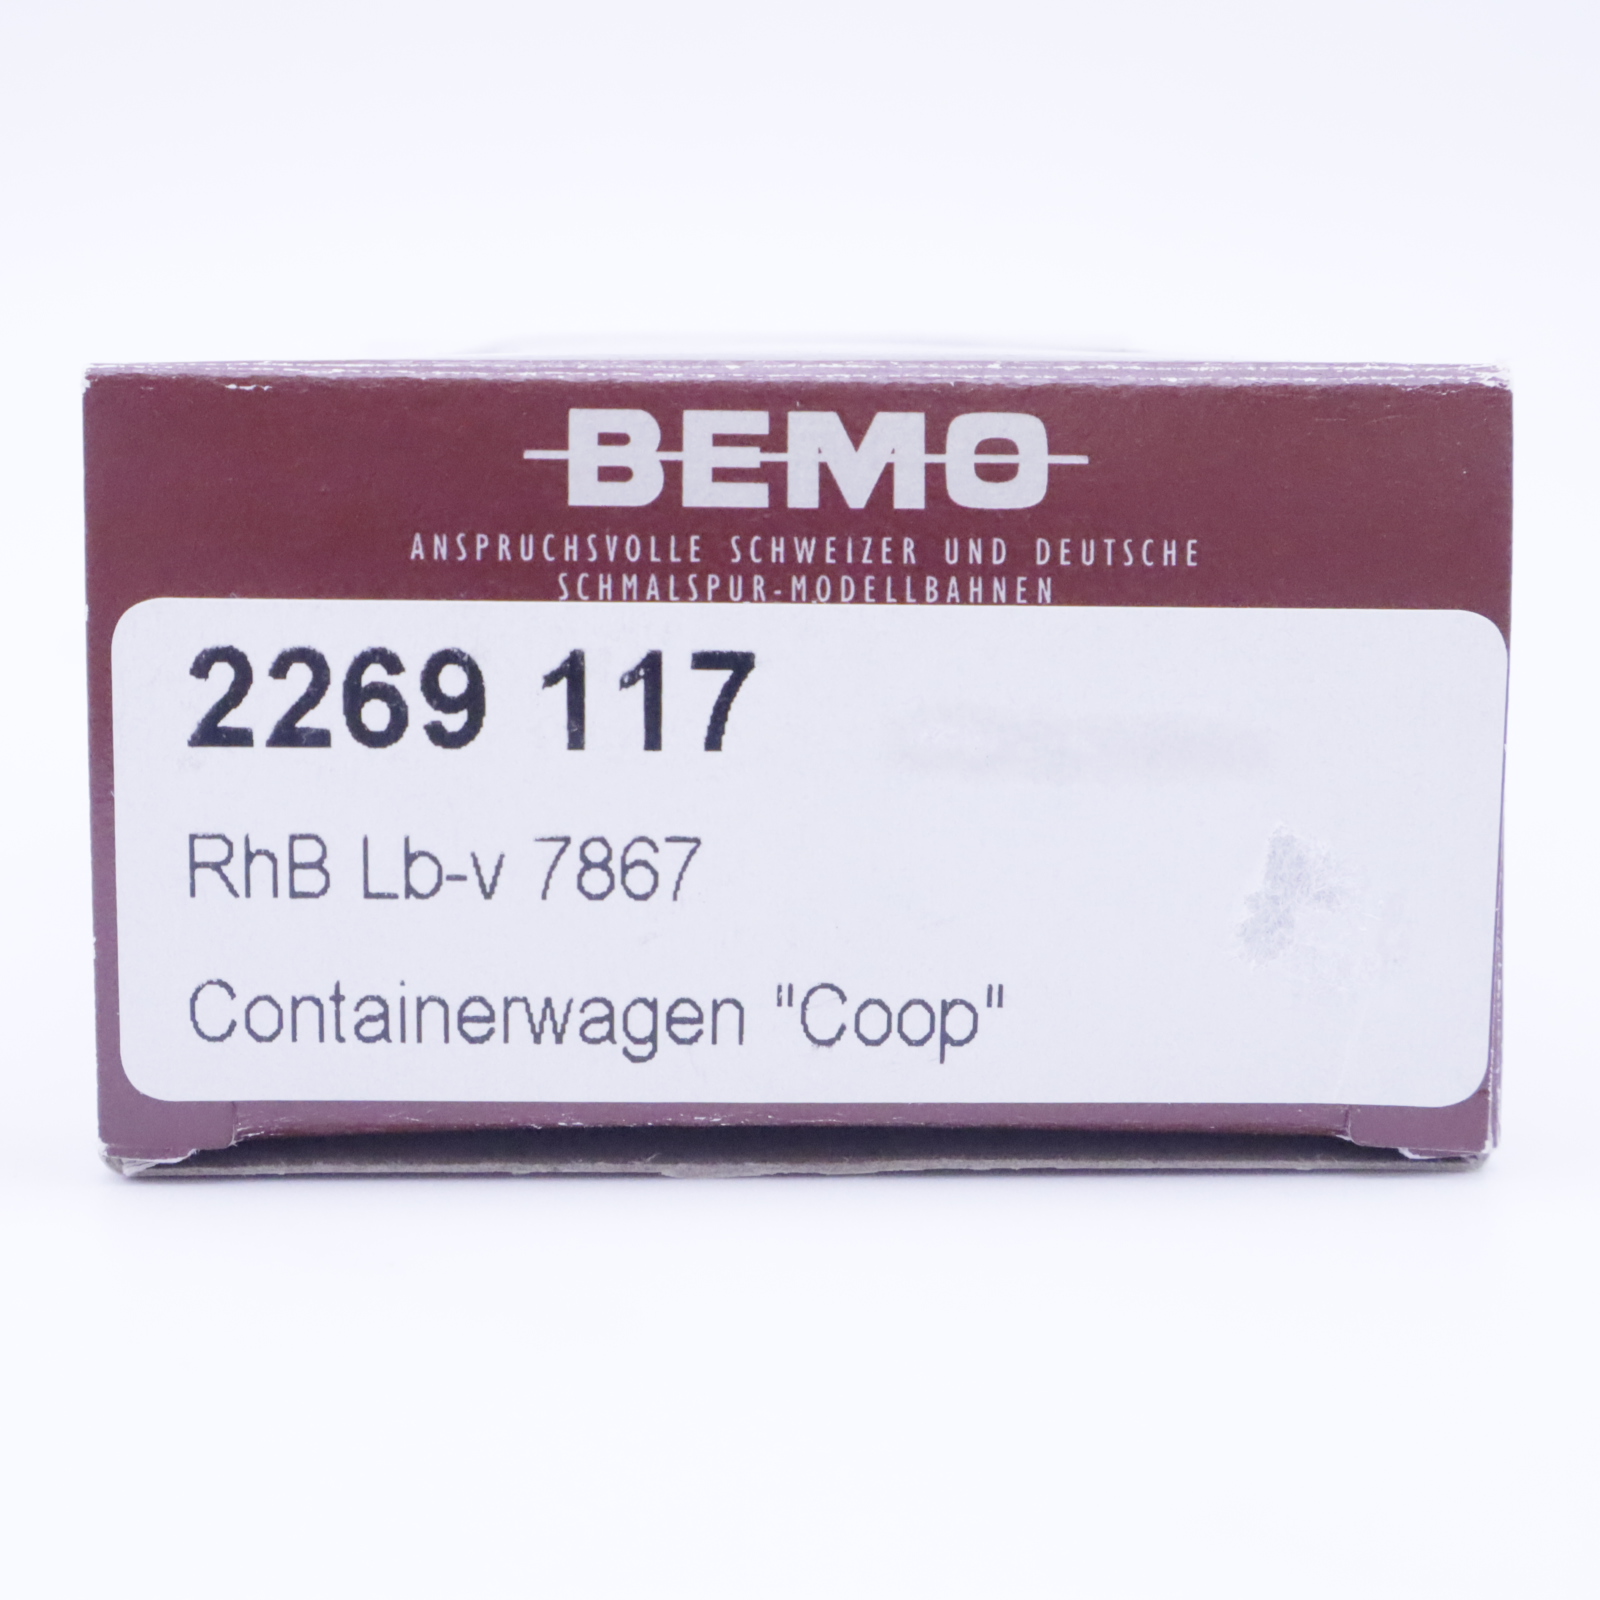 BEMO
ANSPRUCHSVOLLE SCHWEIZER UND DEUTSCHE
SCHMALSPUR-MODELLBAHNEN
2269 117
RhB Lb-v 7867
Containerwagen "Coop"